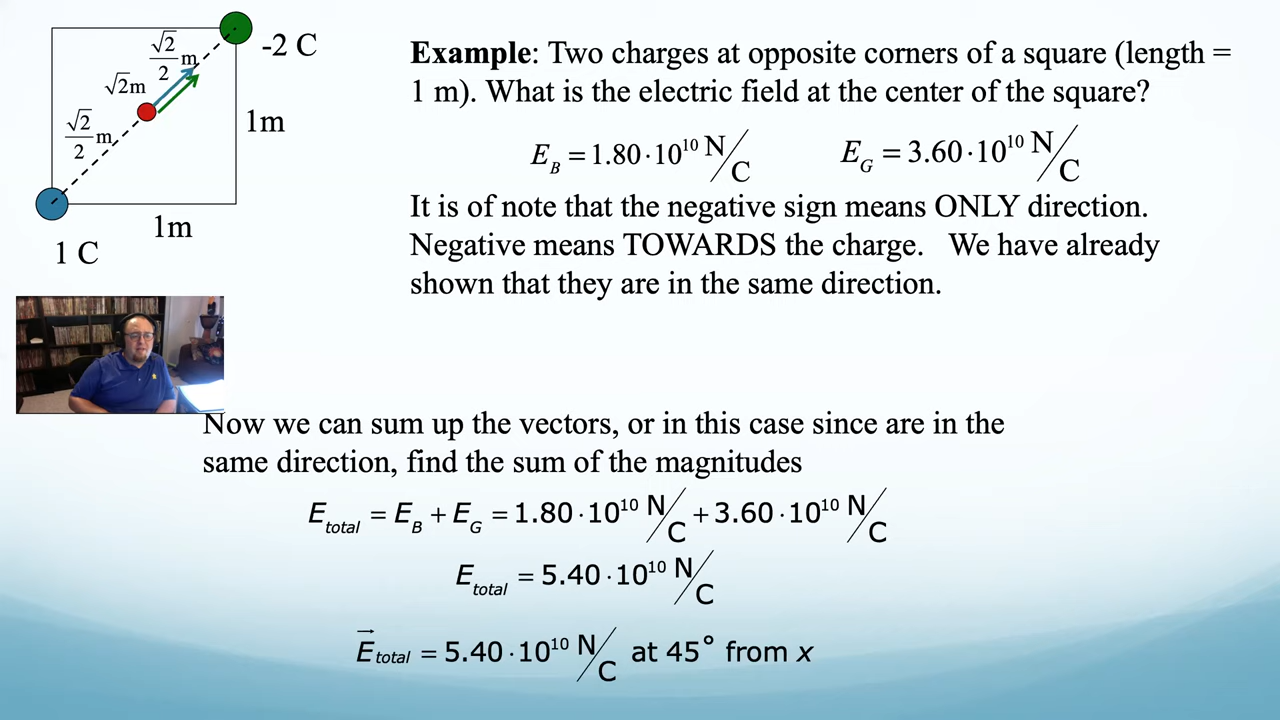 √2/2 m
-2 C
√2m
√2/2 m
1m
1m
1 C
Example: Two charges at opposite corners of a square (length =
1 m). What is the electric field at the center of the square?
E_B = 1.80·10¹⁰ N/C E_G = 3.60·10¹⁰ N/C
It is of note that the negative sign means ONLY direction.
Negative means TOWARDS the charge. We have already
shown that they are in the same direction.
Now we can sum up the vectors, or in this case since are in the
same direction, find the sum of the magnitudes
E_total = E_B + E_G = 1.80·10¹⁰ N/C + 3.60·10¹⁰ N/C
E_total = 5.40·10¹⁰ N/C
E⃗_total = 5.40·10¹⁰ N/C at 45° from x